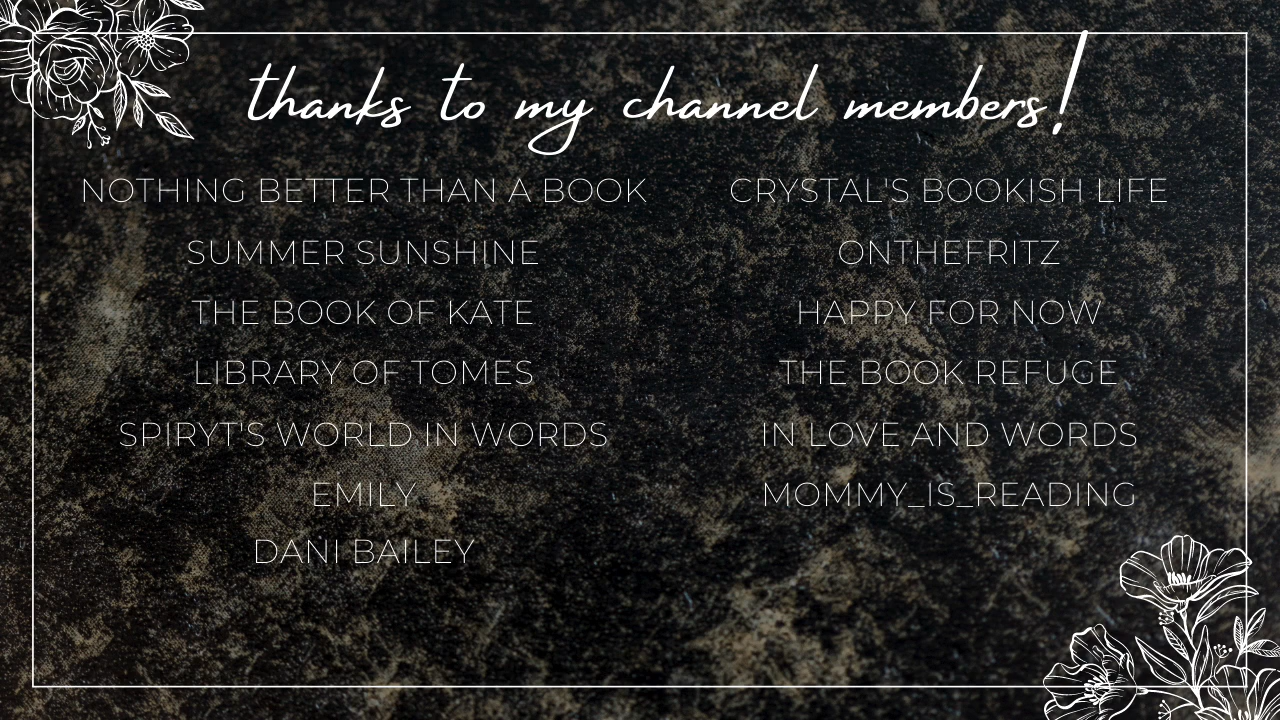 thanks to my channel members!
NOTHING BETTER THAN A BOOK
SUMMER SUNSHINE
THE BOOK OF KATE
LIBRARY OF TOMES
SPIRYT'S WORLD IN WORDS
EMILY
DANI BAILEY
CRYSTAL'S BOOKISH LIFE
ONTHEFRITZ
HAPPY FOR NOW
THE BOOK REFUGE
IN LOVE AND WORDS
MOMMY_IS_READING